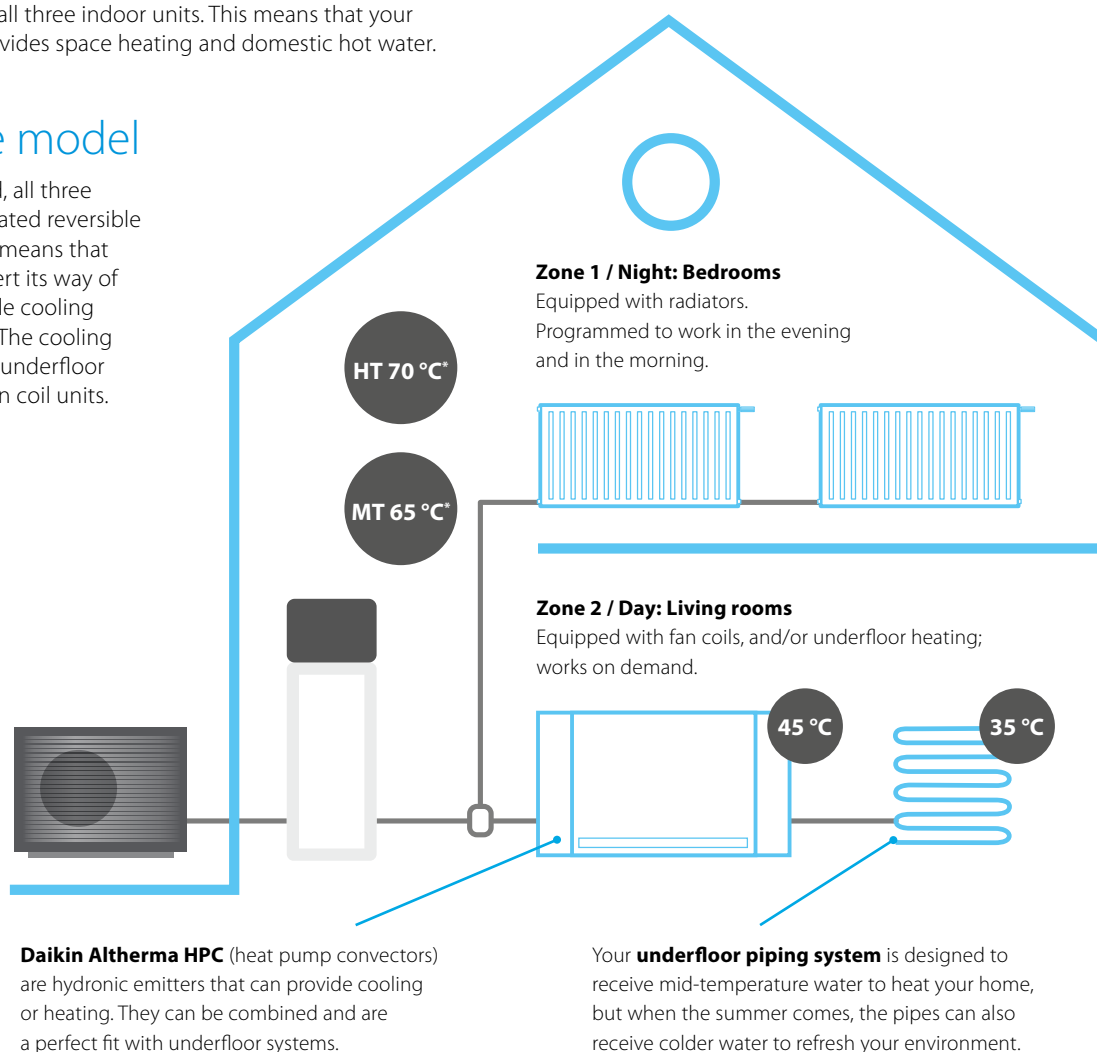 all three indoor units. This means that your
vides space heating and domestic hot water.
e model
, all three
ated reversible
means that
ert its way of
le cooling
The cooling
underfloor
n coil units.
HT 70 °C*
MT 65 °C*
Zone 1 / Night: Bedrooms
Equipped with radiators.
Programmed to work in the evening
and in the morning.
Zone 2 / Day: Living rooms
Equipped with fan coils, and/or underfloor heating;
works on demand.
45 °C
35 °C
Daikin Altherma HPC (heat pump convectors)
are hydronic emitters that can provide cooling
or heating. They can be combined and are
a perfect fit with underfloor systems.
Your underfloor piping system is designed to
receive mid-temperature water to heat your home,
but when the summer comes, the pipes can also
receive colder water to refresh your environment.